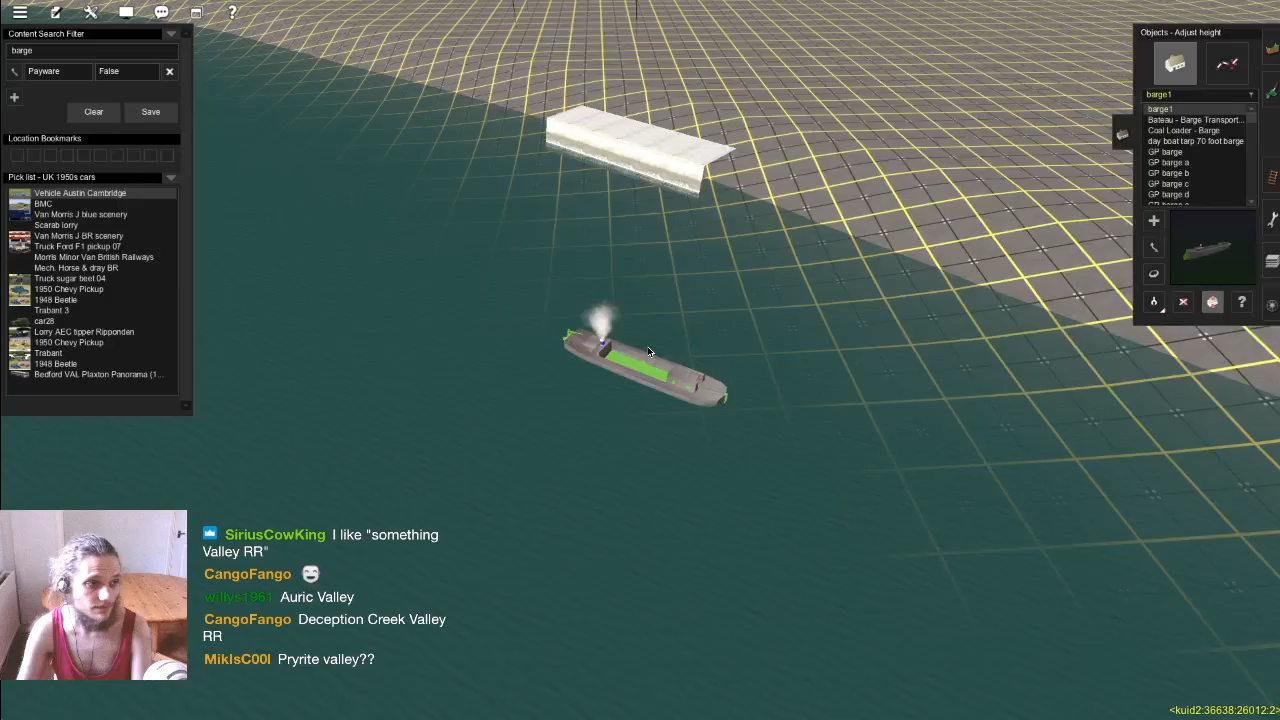 Content Search Filter
barge
Payware
False
Clear
Save
Location Bookmarks
Pick list - UK 1950s cars
Vehicle Austin Cambridge
BMC
Van Morris J blue scenery
Scarab lorry
Van Morris J BR scenery
Truck Ford F1 pickup 07
Morris Minor Van British Railways
Mech. Horse & dray BR
Truck sugar beet 04
1950 Chevy Pickup
1948 Beetle
Trabant 3
car28
Lorry AEC tipper Ripponden
1950 Chevy Pickup
Trabant
1948 Beetle
Bedford VAL Plaxton Panorama (1...
Objects - Adjust height
barge1
barge1
Bateau - Barge Transport...
Coal Loader - Barge
day boat tarp 70 foot barge
GP barge
GP barge a
GP barge b
GP barge c
GP barge d
SiriusCowKing I like "something
Valley RR"
CangoFango
willys1961 Auric Valley
CangoFango Deception Creek Valley
RR
MikIsC00l Pryrite valley??
<kuid2:36638:26012:2>